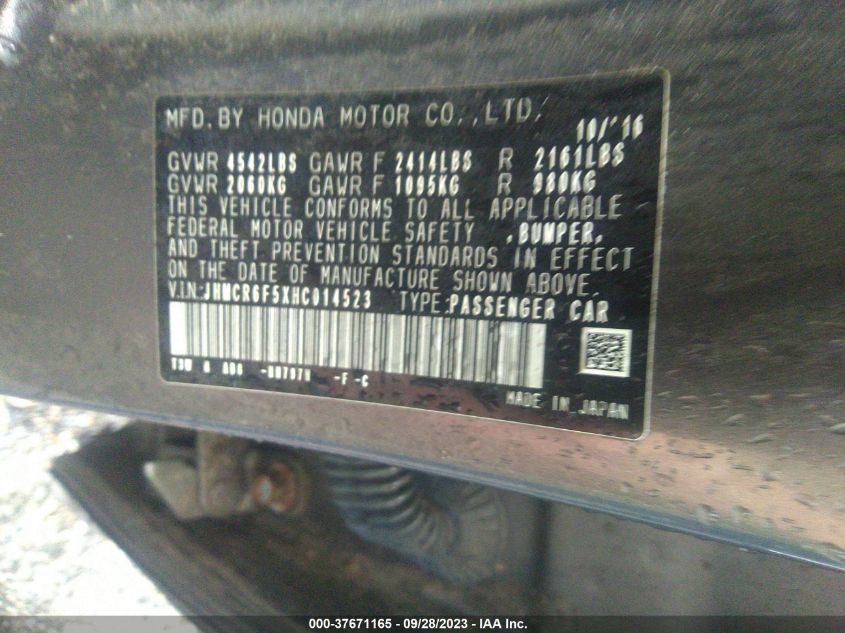 MFD. BY HONDA MOTOR CO., LTD. 10/'16
GVWR 4542LBS GAWR F 2414LBS R 2161LBS
GVWR 2060KG GAWR F 1095KG R 980KG
THIS VEHICLE CONFORMS TO ALL APPLICABLE
FEDERAL MOTOR VEHICLE SAFETY , BUMPER,
AND THEFT PREVENTION STANDARDS IN EFFECT
ON THE DATE OF MANUFACTURE SHOWN ABOVE.
V.I.N: JHMCR6F5XHC014523 TYPE: PASSENGER CAR
-F -C
MADE IN JAPAN
000-37671165 - 09/28/2023 - IAA Inc.